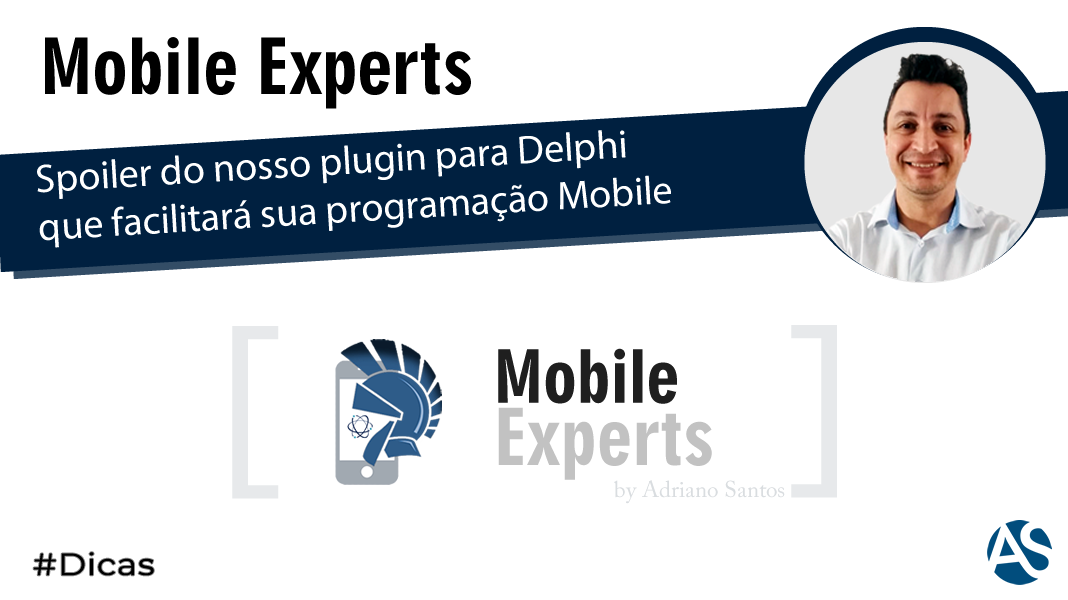 Mobile Experts
Spoiler do nosso plugin para Delphi
que facilitará sua programação Mobile
Mobile
Experts
by Adriano Santos
#Dicas
AS